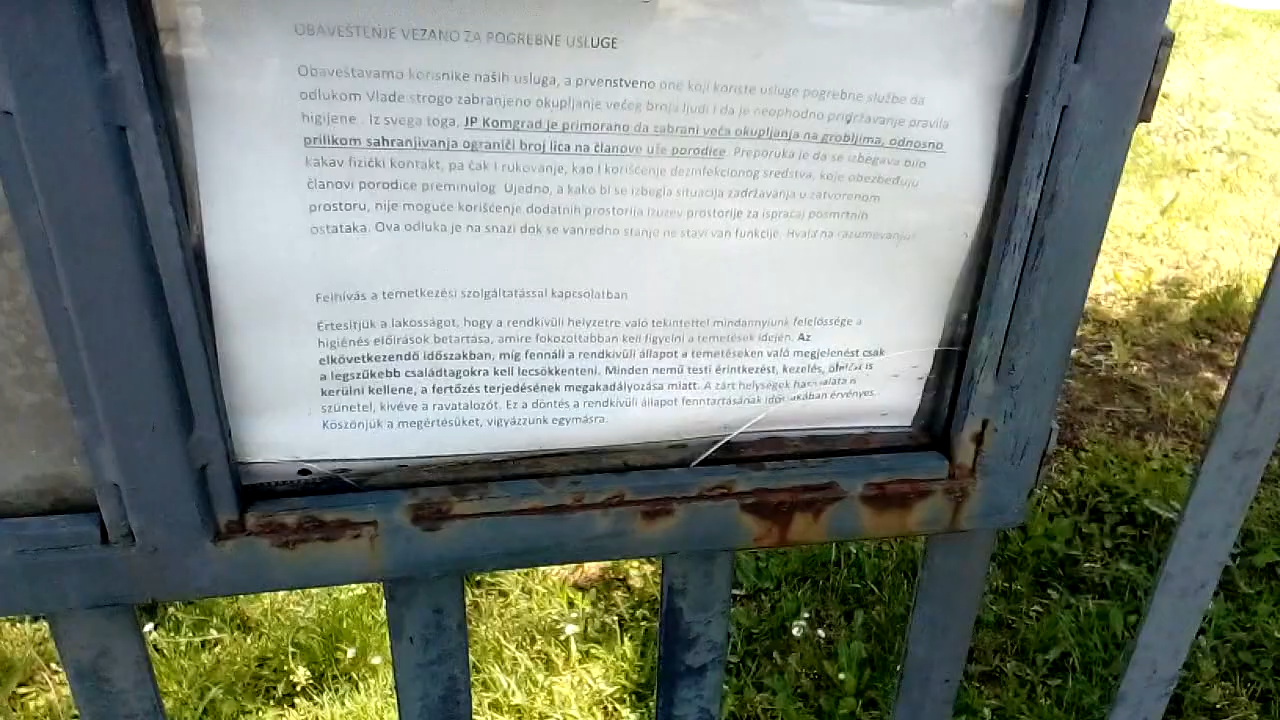 OBAVEŠTENJE VEZANO ZA POGREBNE USLUGE
Obaveštavamo korisnike naših usluga, a prvenstveno one koji koriste usluge pogrebne službe da
odlukom Vlade strogo zabranjeno okupljanje većeg broja ljudi i da je neophodno pridržavanje pravila
higijene . Iz svega toga, JP Komgrad je primorano da zabrani veća okupljanja na grobljima, odnosno
prilikom sahranjivanja ograniči broj lica na članove uže porodice. Preporuka je da se izbegava bilo
kakav fizički kontakt, pa čak i rukovanje, kao i korišćenje dezinfekcionog sredstva, koje obezbeđuju
članovi porodice preminulog Ujedno, a kako bi se izbegla situacija zadržavanja u zatvorenom
prostoru, nije moguće korišćenje dodatnih prostorija izuzev prostorije za ispraćaj posmrtnih
ostataka. Ova odluka je na snazi dok se vanredno stanje ne stavi van funkcije. Hvala na razumevanju!
Felhívás a temetkezési szolgáltatással kapcsolatban
Értesítjük a lakosságot, hogy a rendkívüli helyzetre való tekintettel mindannyiunk felelőssége a
higiénés előírások betartása, amire fokozottabban kell figyelni a temetések idején. Az
elkövetkezendő időszakban, míg fennáll a rendkívüli állapot a temetéseken való megjelenést csak
a legszűkebb családtagokra kell lecsökkenteni. Minden nemű testi érintkezést, kezelés, ölelést is
kerülni kellene, a fertőzés terjedésének megakadályozása miatt. A zárt helységek használata is
szünetel, kivéve a ravatalozót. Ez a döntés a rendkívüli állapot fenntartásának időszakában érvényes.
Köszönjük a megértésüket, vigyázzunk egymásra.